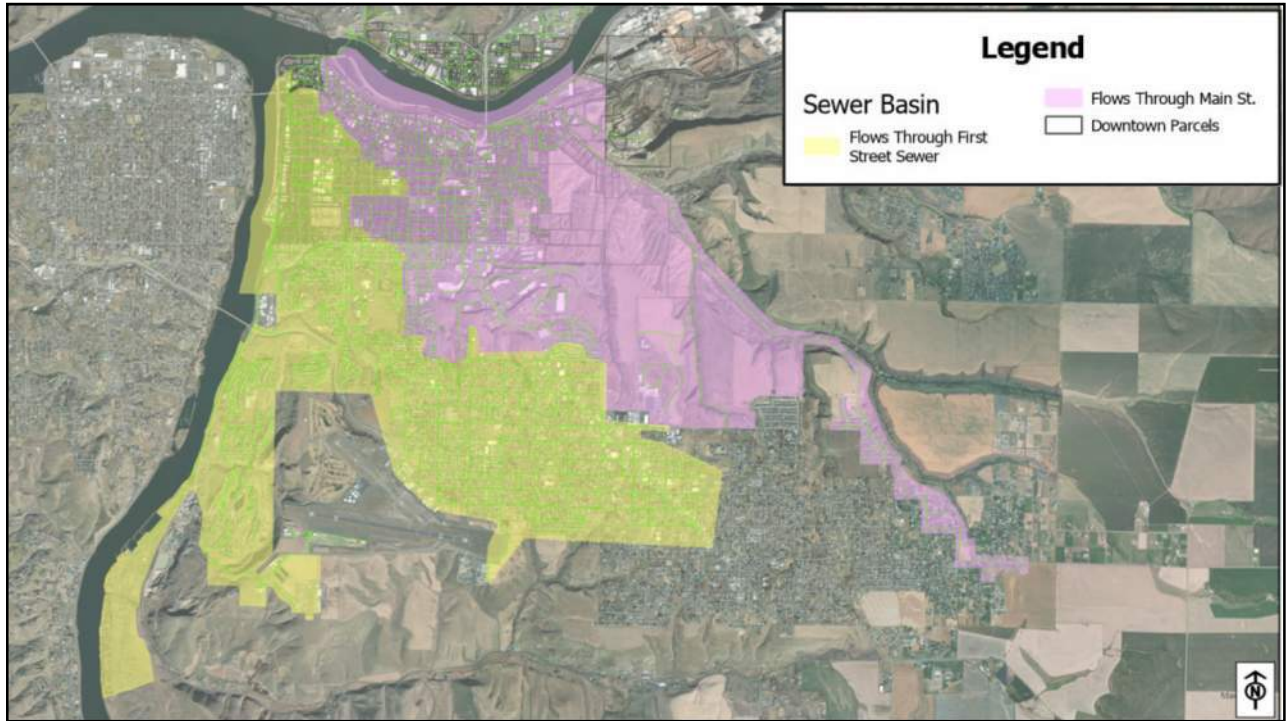 Legend
Sewer Basin
Flows Through First
Street Sewer
Flows Through Main St.
Downtown Parcels
N